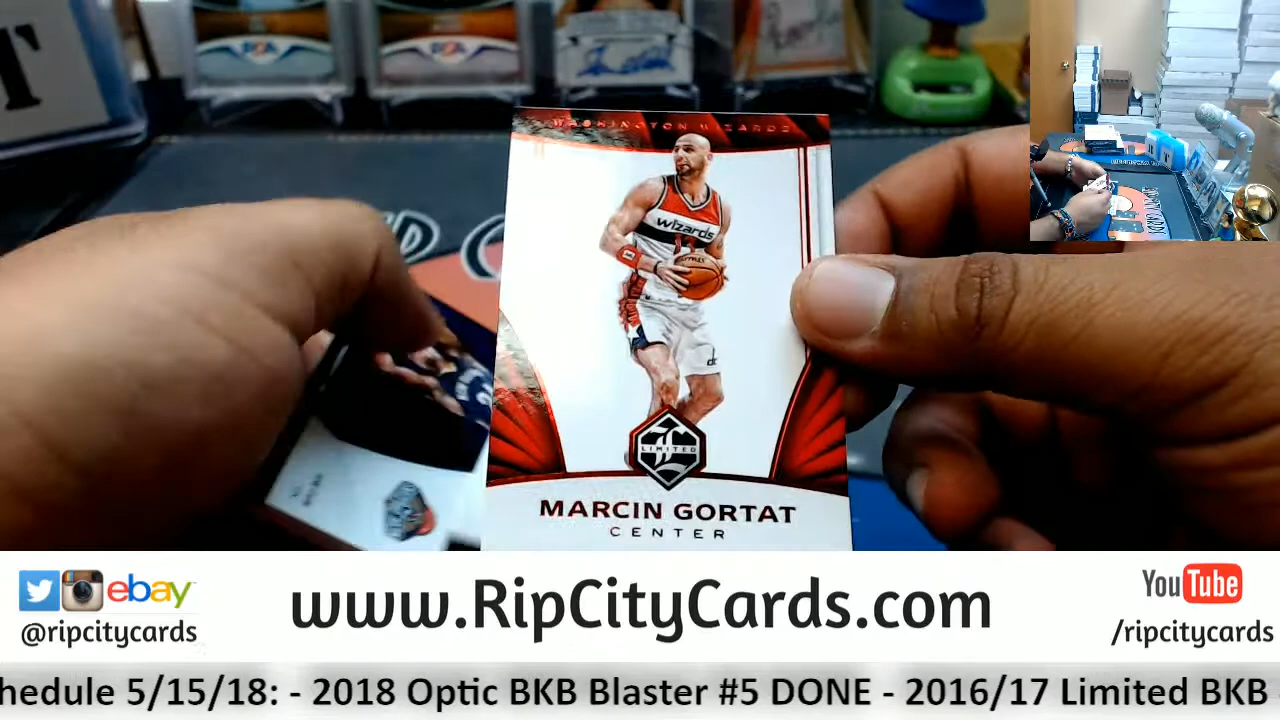 WASHINGTON WIZARDS
wizards
LIMITED
MARCIN GORTAT
CENTER
ebay
@ripcitycards
www.RipCityCards.com
YouTube
/ripcitycards
hedule 5/15/18: - 2018 Optic BKB Blaster #5 DONE - 2016/17 Limited BKB